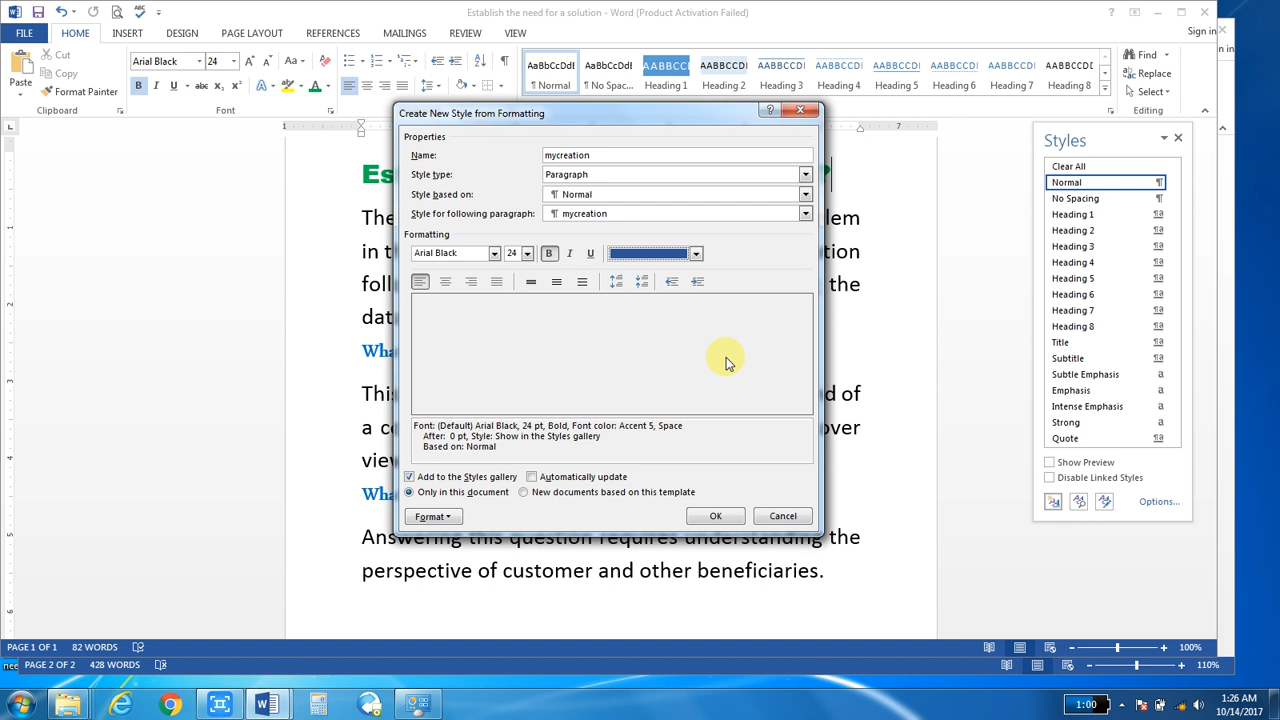 Establish the need for a solution - Word (Product Activation Failed)
FILE HOME INSERT DESIGN PAGE LAYOUT REFERENCES MAILINGS REVIEW VIEW Sign in
Cut
Copy
Format Painter
Paste
Clipboard
Arial Black 24
Font
AaBbCcDdI AaBbCcDdI AABBCCI AABBCCD AABBCCD AABBCCD AABBCCD AABBCCD AABBCCD AABBCCD
¶ Normal ¶ No Spac... Heading 1 Heading 2 Heading 3 Heading 4 Heading 5 Heading 6 Heading 7 Heading 8
Find
Replace
Select
Editing
Create New Style from Formatting
Properties
Name: mycreation
Style type: Paragraph
Style based on: ¶ Normal
Style for following paragraph: ¶ mycreation
Formatting
Arial Black 24 B I U
Font: (Default) Arial Black, 24 pt, Bold, Font color: Accent 5, Space
After: 0 pt, Style: Show in the Styles gallery
Based on: Normal
Add to the Styles gallery Automatically update
Only in this document New documents based on this template
Format OK Cancel
Es
The lem
in t tion
foll the
dat
Wha
This d of
a c over
viev
Wha
Answering this question requires understanding the
perspective of customer and other beneficiaries.
Styles
Clear All
Normal
No Spacing
Heading 1
Heading 2
Heading 3
Heading 4
Heading 5
Heading 6
Heading 7
Heading 8
Title
Subtitle
Subtle Emphasis
Emphasis
Intense Emphasis
Strong
Quote
Show Preview
Disable Linked Styles
Options...
PAGE 1 OF 1 82 WORDS 100%
PAGE 2 OF 2 428 WORDS 110%
1:00
1:26 AM
10/14/2017